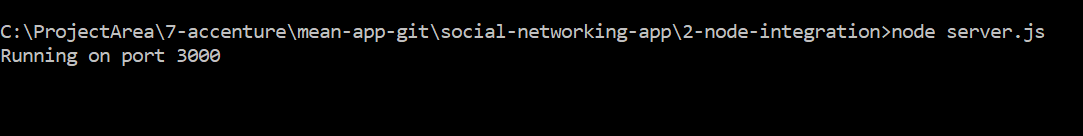 C:\ProjectArea\7-accenture\mean-app-git\social-networking-app\2-node-integration>node server.js
Running on port 3000